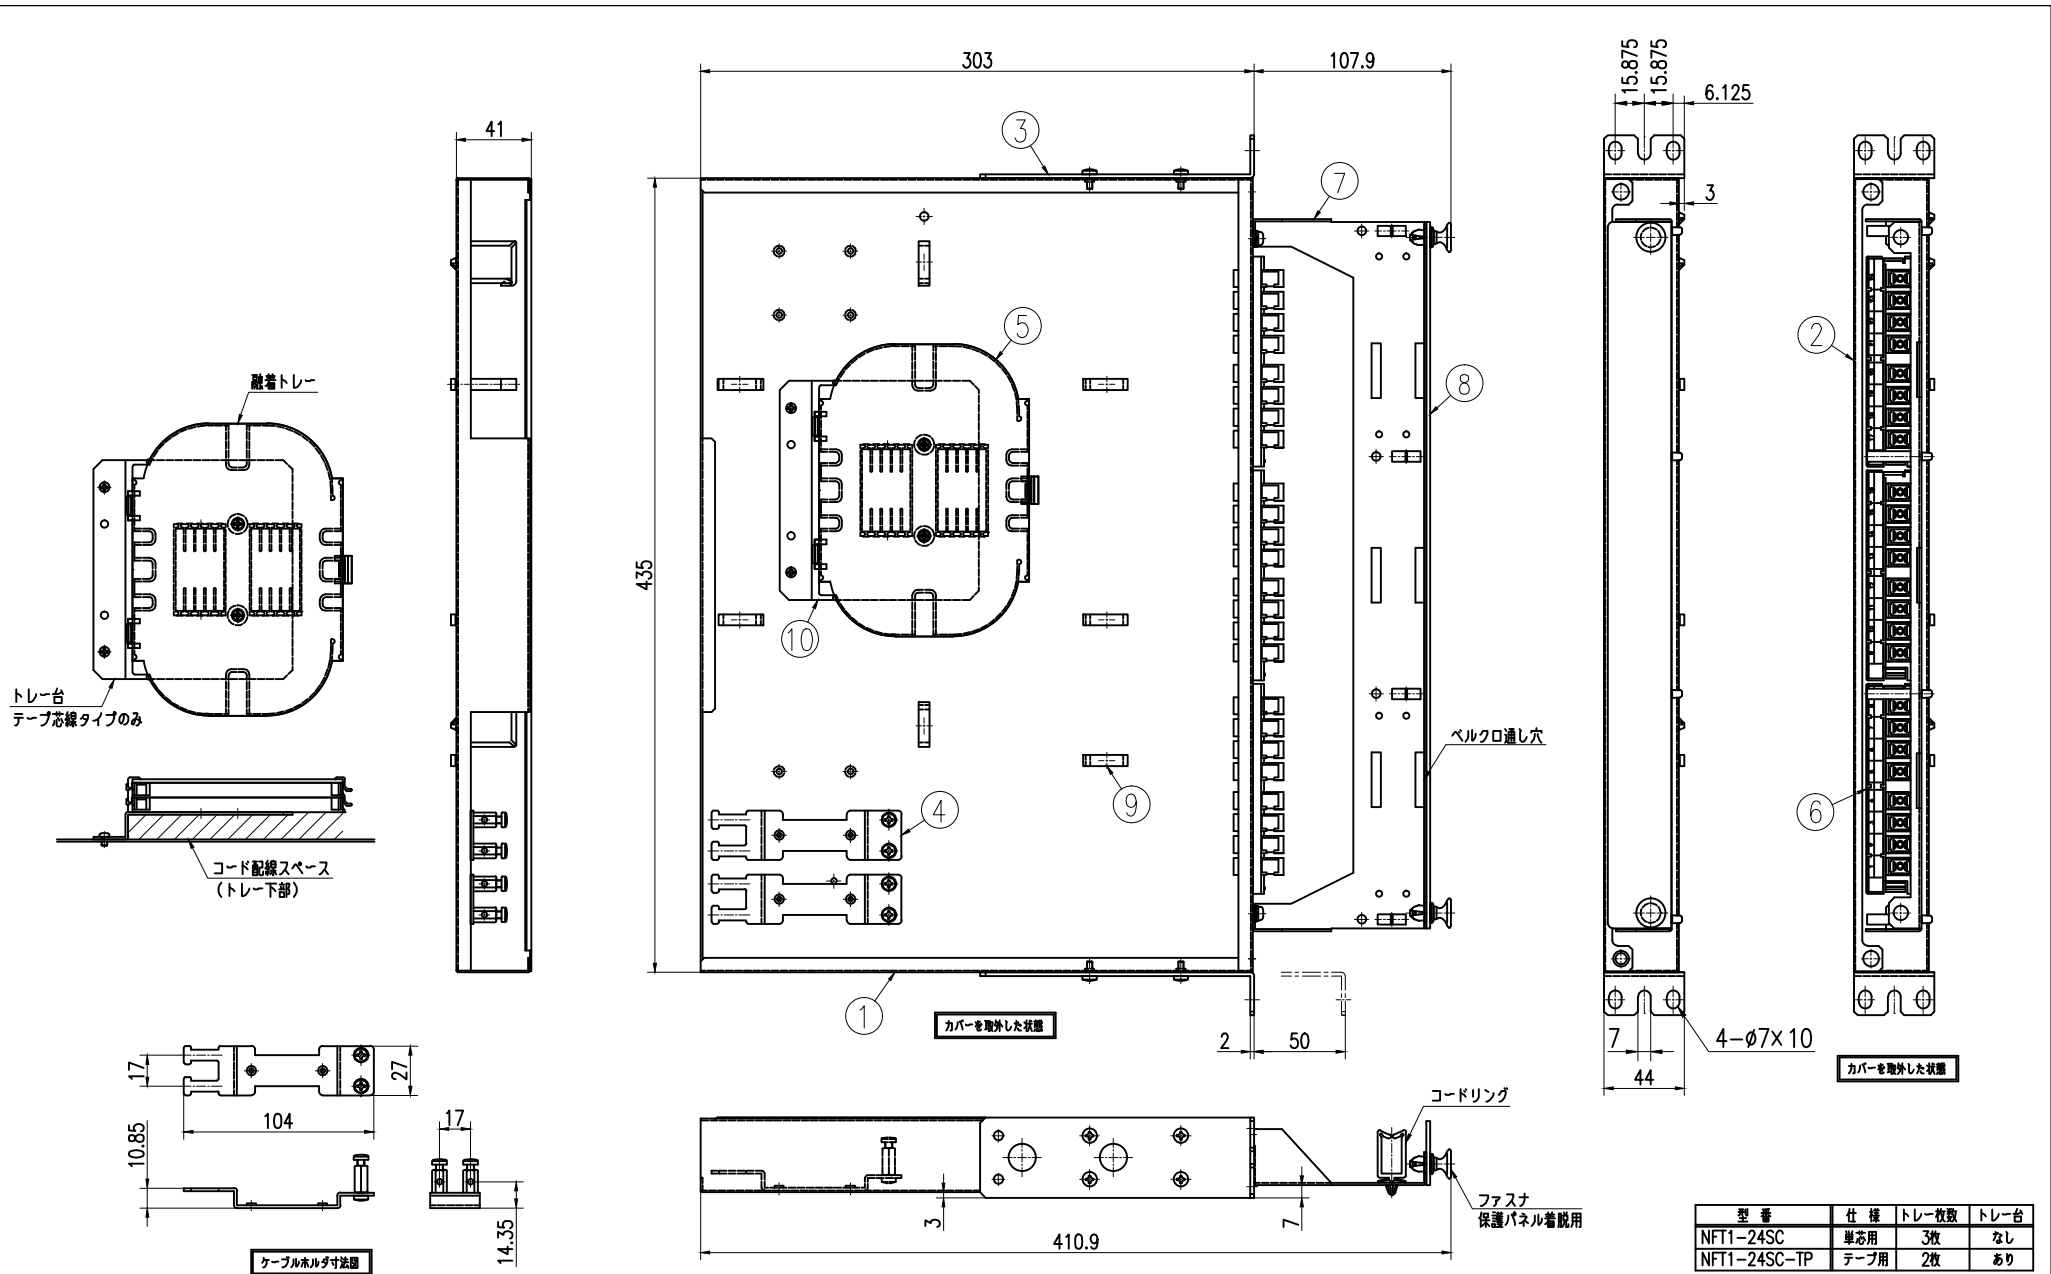 303
107.9
15.875
15.875
6.125
41
③
⑦
3
⑤
②
融着トレー
⑧
435
⑩
トレー台
テープ芯線タイプのみ
ベルクロ通し穴
⑨
④
⑥
コード配線スペース
(トレー下部)
①
カバーを取外した状態
2
50
7
4-φ7×10
44
カバーを取外した状態
17
27
104
10.85
17
14.35
ケーブルホルダ寸法図
コードリング
3
7
ファスナ
保護パネル着脱用
410.9
型番 仕様 トレー枚数 トレー台
NFT1-24SC 単芯用 3枚 なし
NFT1-24SC-TP テープ用 2枚 あり